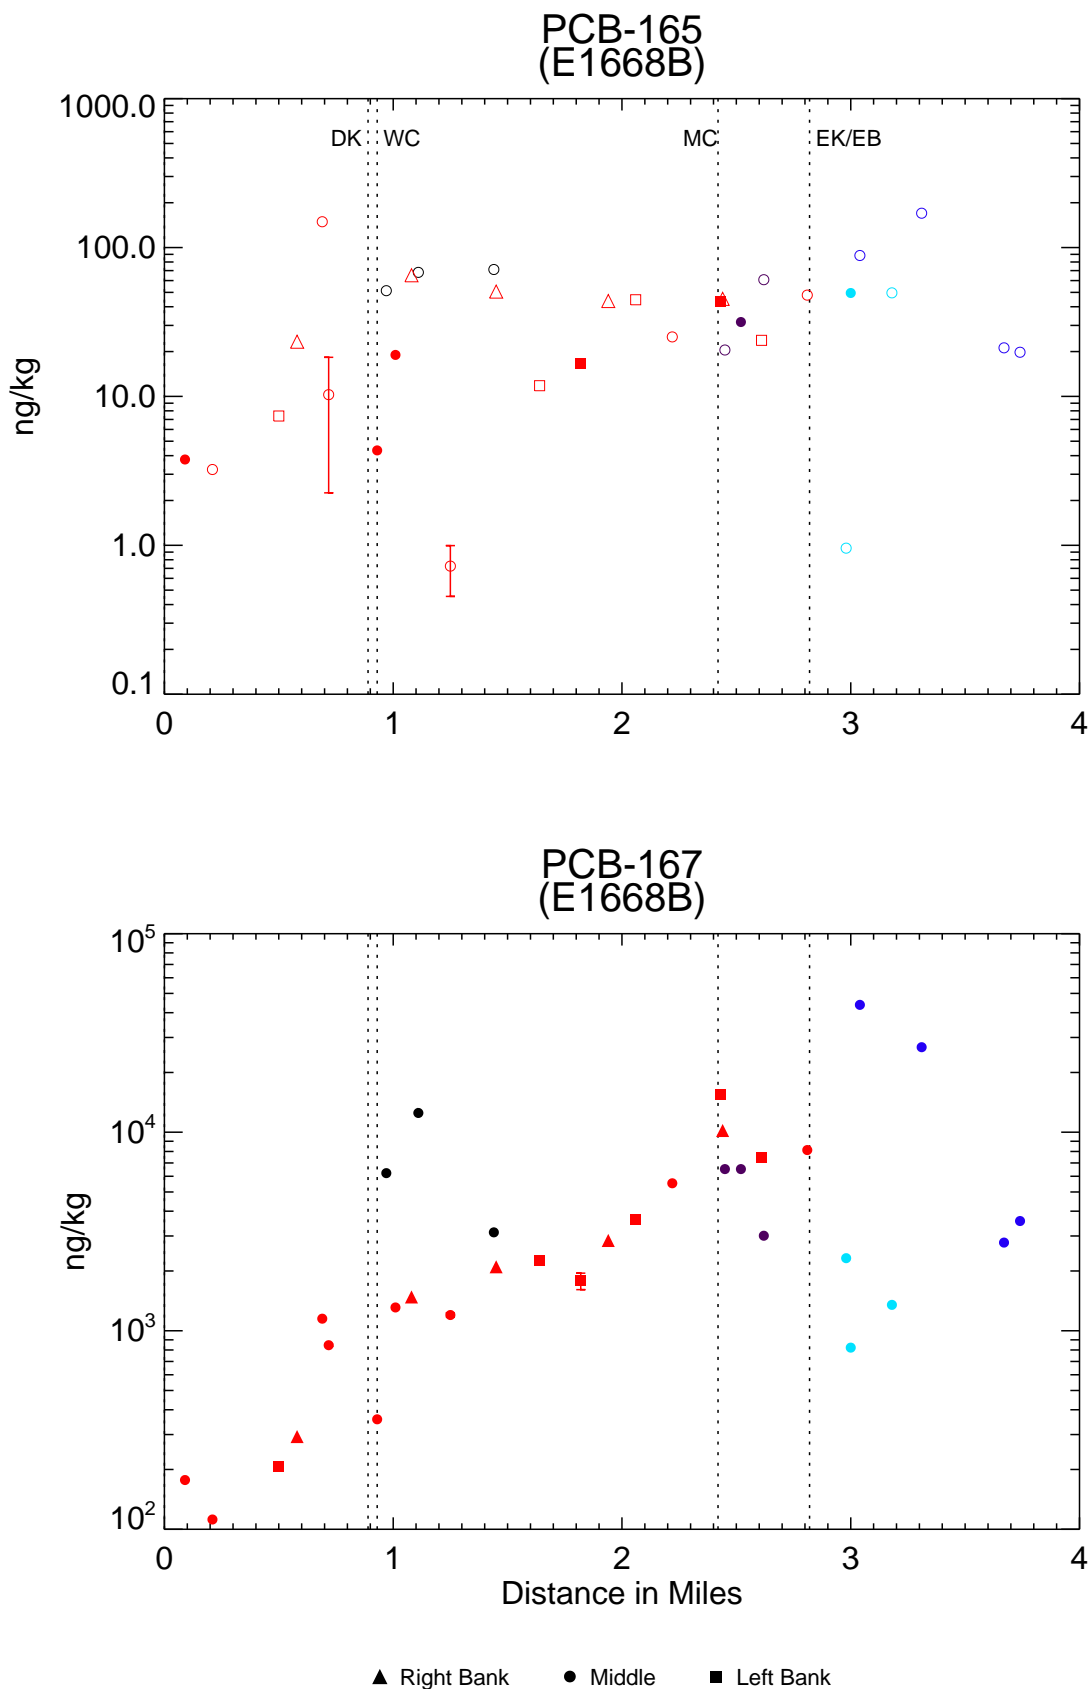 PCB-165
(E1668B)
1000.0
DK WC MC EK/EB
100.0
ng/kg
10.0
1.0
0.1
0 1 2 3 4
PCB-167
(E1668B)
10^5
10^4
ng/kg
10^3
10^2
0 1 2 3 4
Distance in Miles
Right Bank Middle Left Bank